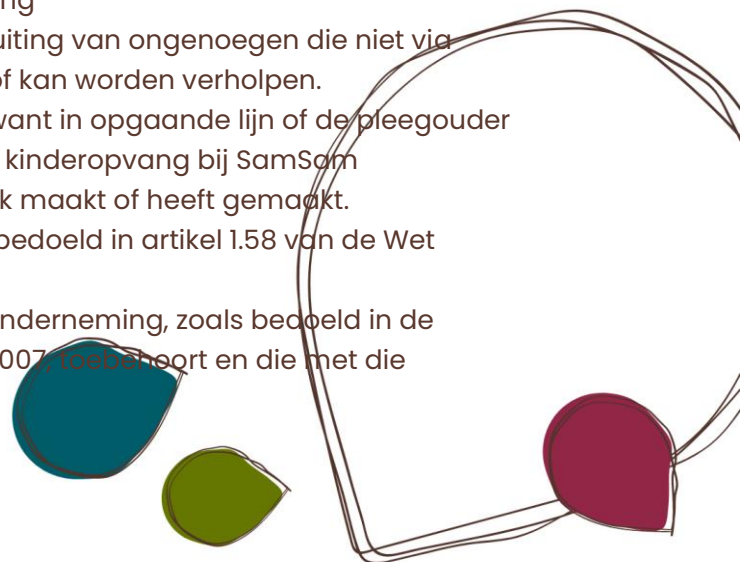 uiting van ongenoegen die niet via
of kan worden verholpen.
want in opgaande lijn of de pleegouder
kinderopvang bij SamSam
k maakt of heeft gemaakt.
bedoeld in artikel 1.58 van de Wet
nderneming, zoals bedoeld in de
007, toebehoort en die met die